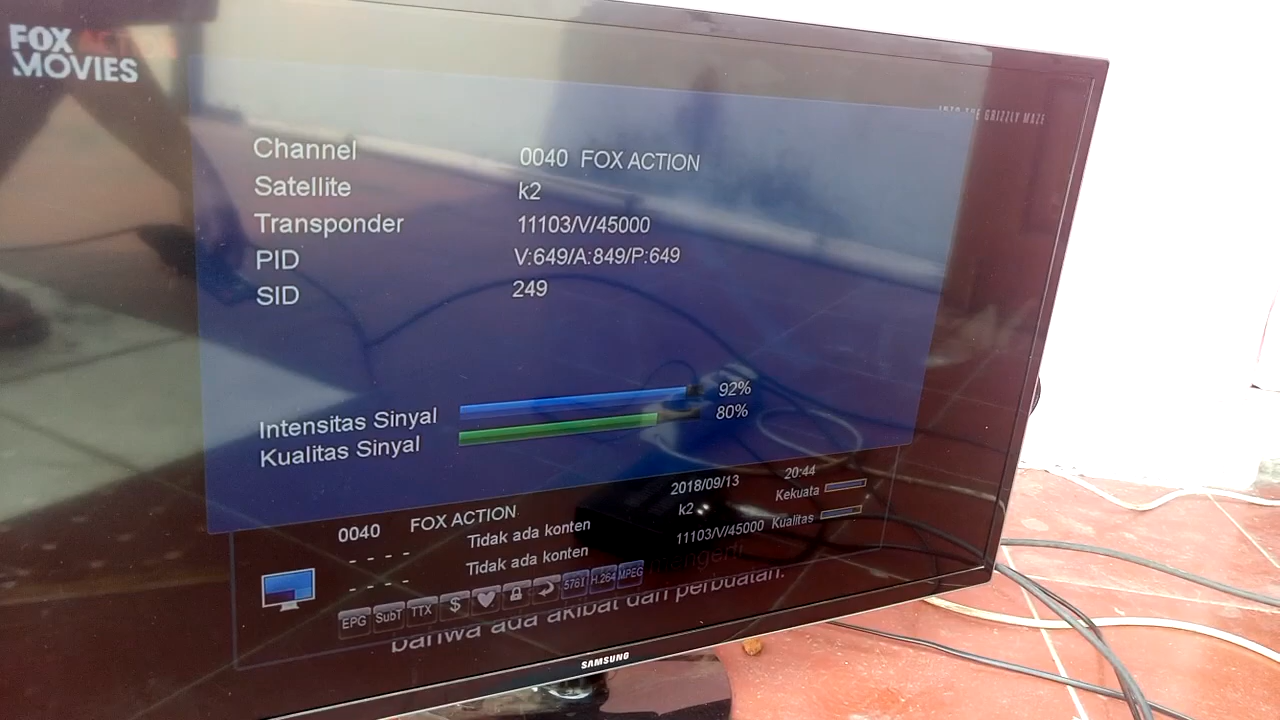 FOX ACTION
MOVIES
INTO THE GRIZZLY MAZE
Channel 0040 FOX ACTION
Satellite k2
Transponder 11103/V/45000
PID V:649/A:849/P:649
SID 249
Intensitas Sinyal 92%
Kualitas Sinyal 80%
0040 FOX ACTION 2018/09/13 20:44
- - - - Tidak ada konten k2 Kekuata
- - - - Tidak ada konten 11103/V/45000 Kualitas
EPG SubT TTX $ 576I H.264 MPEG
mengerti
bahwa ada akibat dari perbuatan.
SAMSUNG